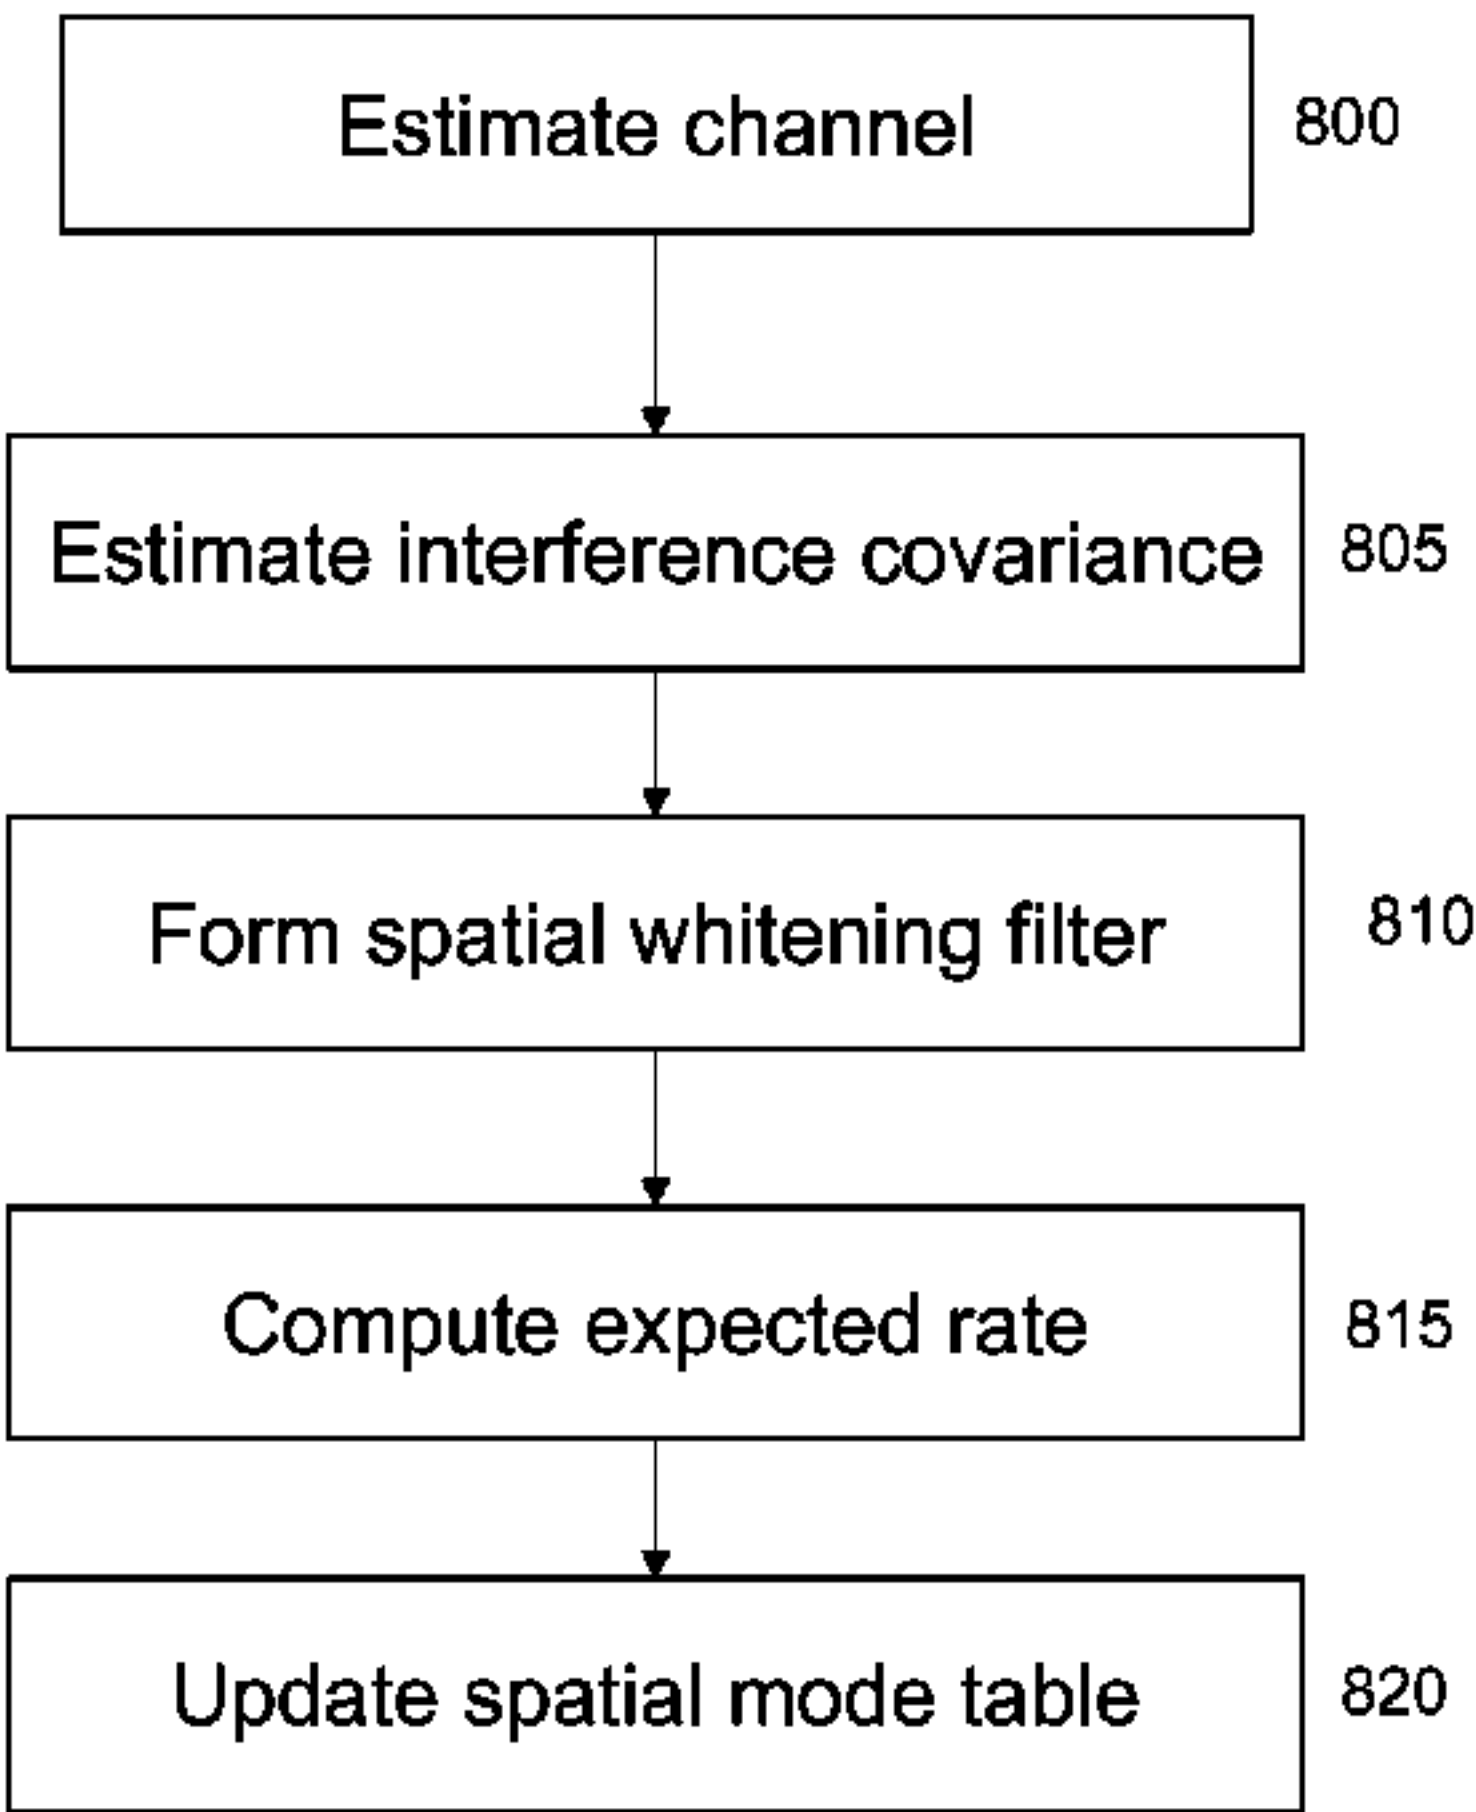 Estimate channel 800
Estimate interference covariance 805
Form spatial whitening filter 810
Compute expected rate 815
Update spatial mode table 820